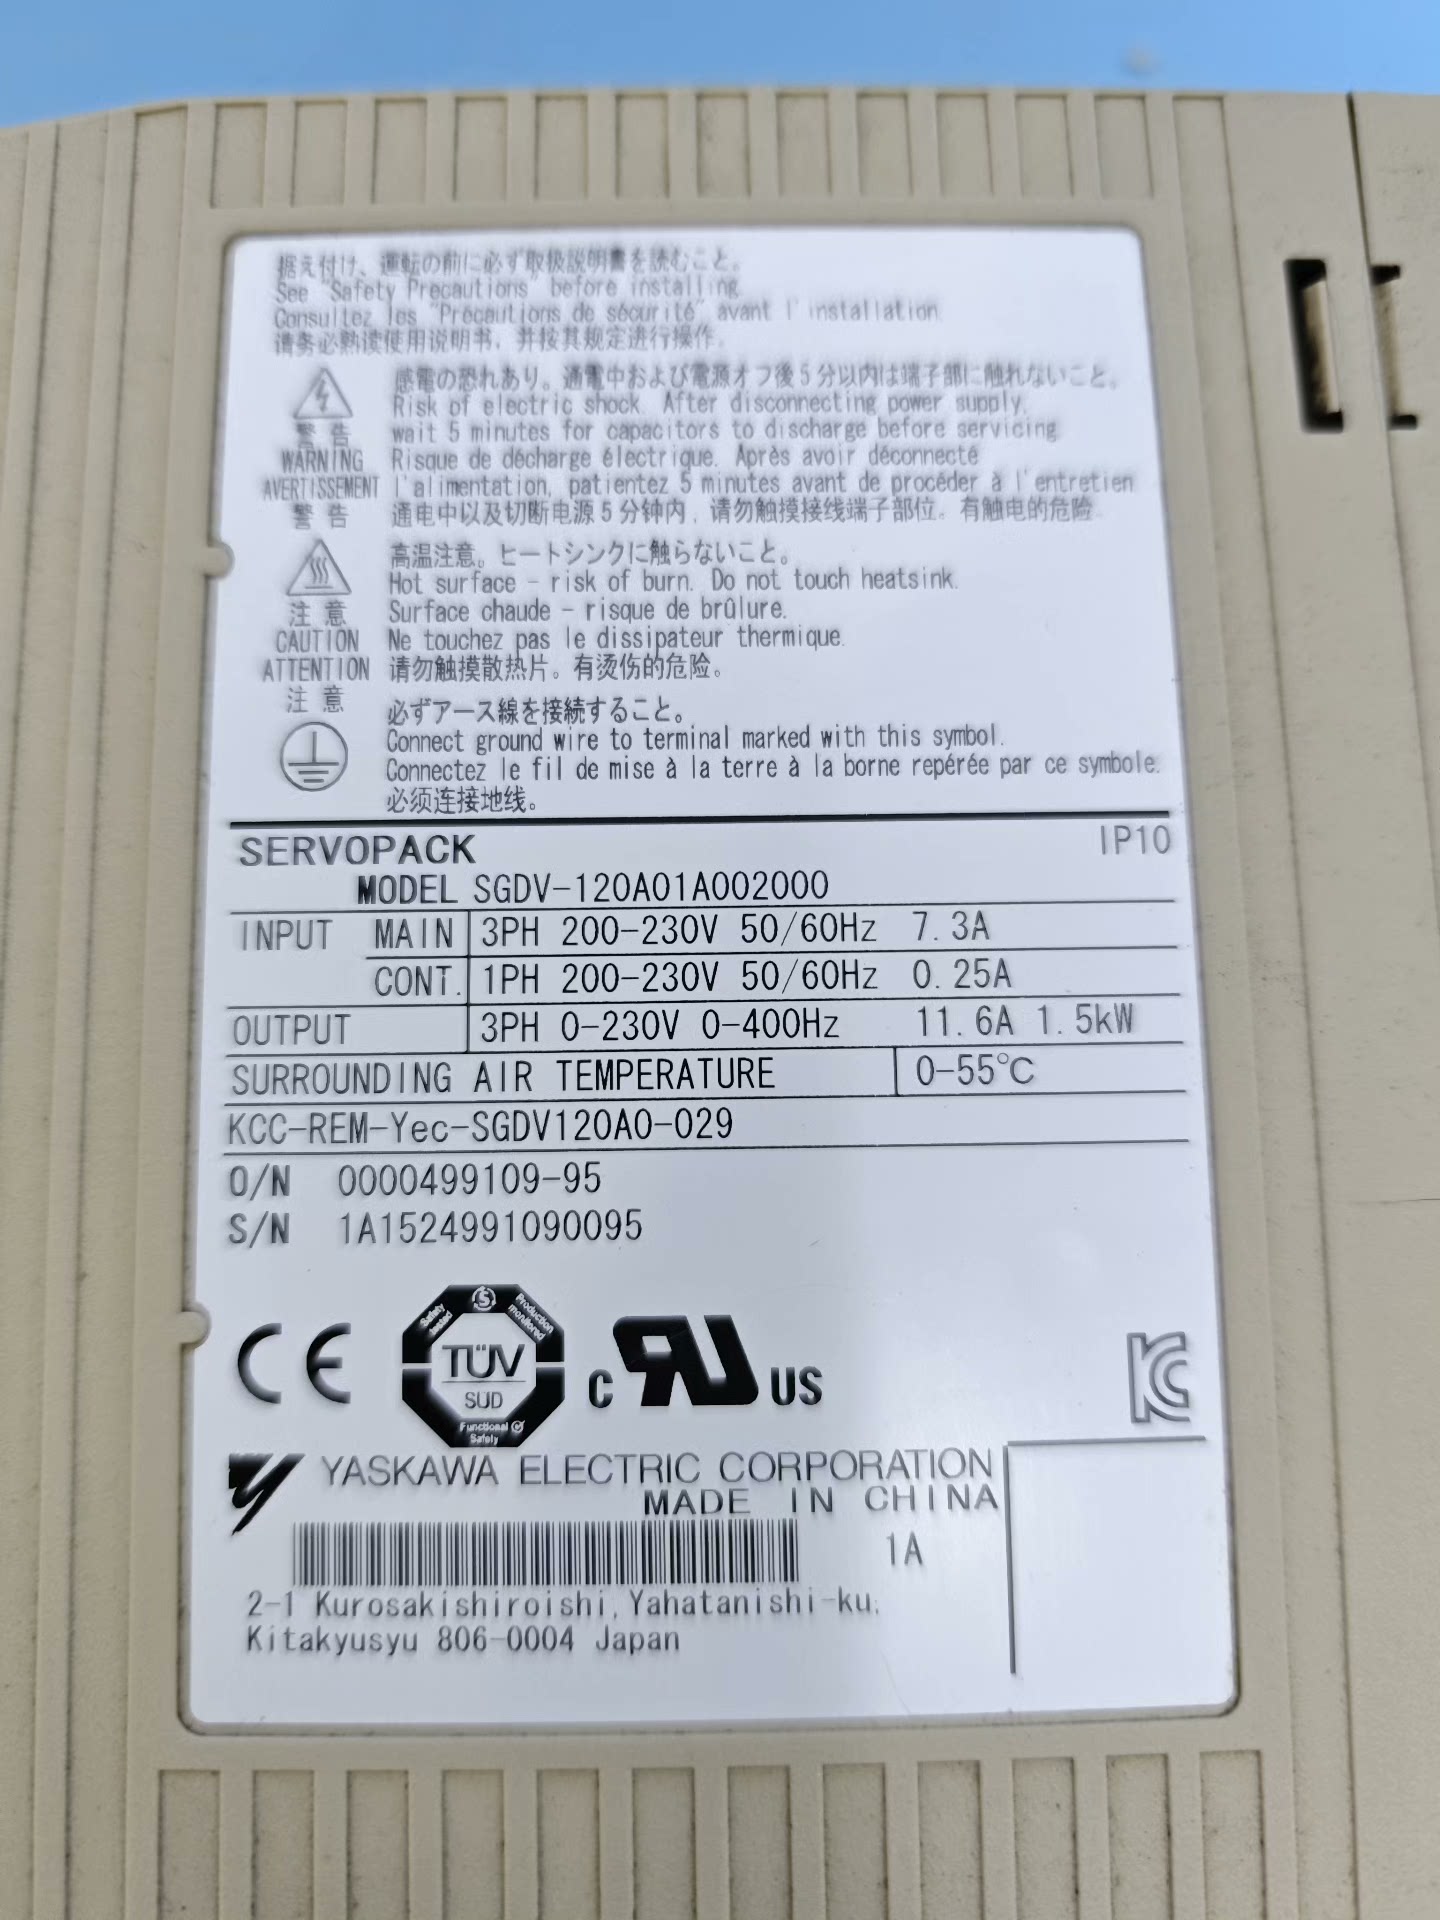 据え付け、運転の前に必ず取扱説明書を読むこと。
See "Safety Precautions" before installing.
Consultez les "Précautions de sécurité" avant l'installation.
请务必熟读使用说明书，并按其规定进行操作。
感電の恐れあり。通電中および電源オフ後5分以内は端子部に触れないこと。
Risk of electric shock. After disconnecting power supply,
警告 wait 5 minutes for capacitors to discharge before servicing.
WARNING Risque de décharge électrique. Après avoir déconnecté
AVERTISSEMENT l'alimentation, patientez 5 minutes avant de procéder à l'entretien
警告 通电中以及切断电源5分钟内，请勿触摸接线端子部位。有触电的危险。
高温注意。ヒートシンクに触らないこと。
Hot surface - risk of burn. Do not touch heatsink.
注意 Surface chaude - risque de brûlure.
CAUTION Ne touchez pas le dissipateur thermique.
ATTENTION 请勿触摸散热片。有烫伤的危险。
注意
必ずアース線を接続すること。
Connect ground wire to terminal marked with this symbol.
Connectez le fil de mise à la terre à la borne repérée par ce symbole.
必须连接地线。
SERVOPACK IP10
MODEL SGDV-120A01A002000
INPUT MAIN 3PH 200-230V 50/60Hz 7.3A
CONT. 1PH 200-230V 50/60Hz 0.25A
OUTPUT 3PH 0-230V 0-400Hz 11.6A 1.5kW
SURROUNDING AIR TEMPERATURE 0-55℃
KCC-REM-Yec-SGDV120A0-029
O/N 0000499109-95
S/N 1A1524991090095
CE
Safety tested
Production monitored
TÜV
SÜD
Functional Safety
c RU US
KC
YASKAWA ELECTRIC CORPORATION
MADE IN CHINA
1A
2-1 Kurosakishiroishi, Yahatanishi-ku,
Kitakyusyu 806-0004 Japan